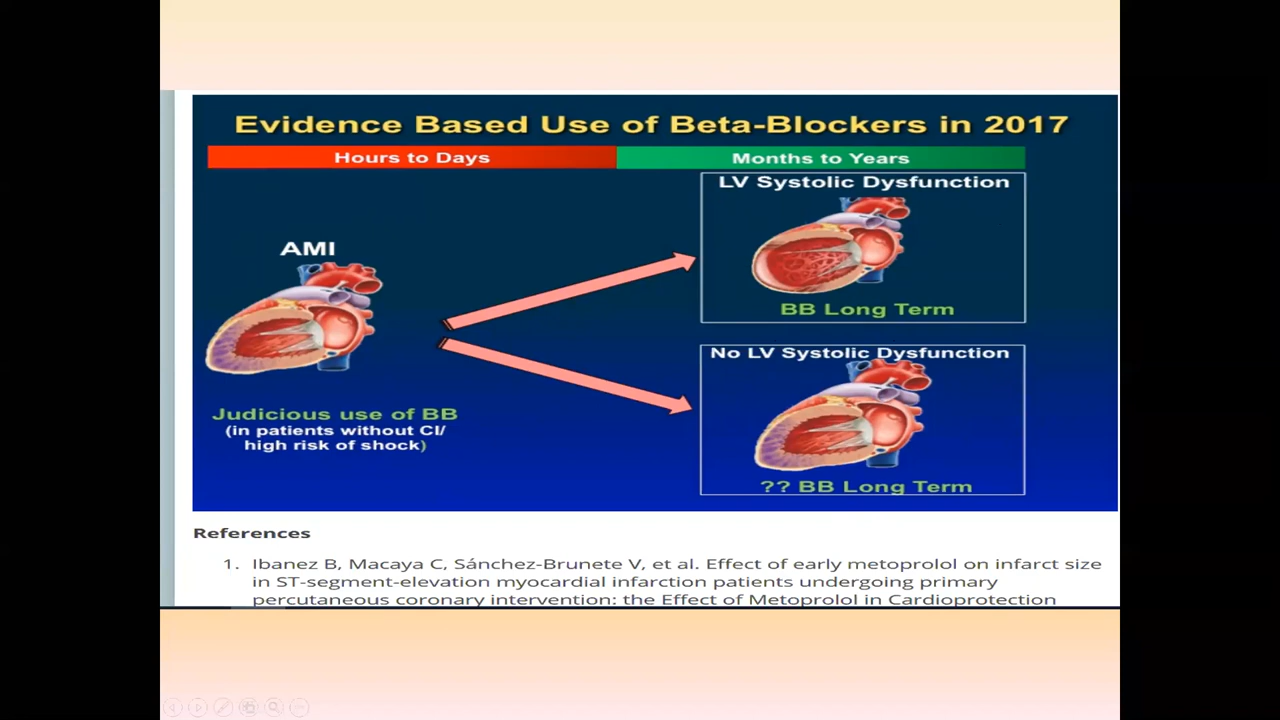 Evidence Based Use of Beta-Blockers in 2017
Hours to Days
Months to Years
LV Systolic Dysfunction
AMI
BB Long Term
No LV Systolic Dysfunction
Judicious use of BB
(in patients without CI/
high risk of shock)
?? BB Long Term
References
1. Ibanez B, Macaya C, Sánchez-Brunete V, et al. Effect of early metoprolol on infarct size
in ST-segment-elevation myocardial infarction patients undergoing primary
percutaneous coronary intervention: the Effect of Metoprolol in Cardioprotection